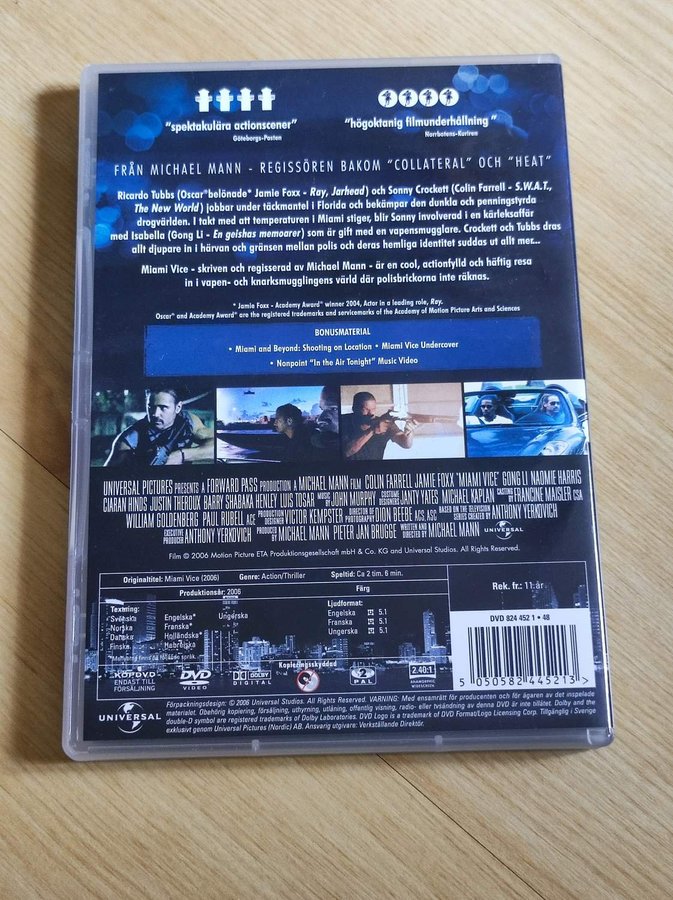 "spektakulära actionscener"
Göteborgs-Posten
"högoktanig filmunderhållning"
Norrbottens-Kuriren
FRÅN MICHAEL MANN - REGISSÖREN BAKOM "COLLATERAL" OCH "HEAT"
Ricardo Tubbs (Oscar®belönade* Jamie Foxx - Ray, Jarhead) och Sonny Crockett (Colin Farrell - S.W.A.T.,
The New World) jobbar under täckmantel i Florida och bekämpar den dunkla och penningstyrda
drogvärlden. I takt med att temperaturen i Miami stiger, blir Sonny involverad i en kärleksaffär
med Isabella (Gong Li - En geishas memoarer) som är gift med en vapensmugglare. Crockett och Tubbs dras
allt djupare in i härvan och gränsen mellan polis och deras hemliga identitet suddas ut allt mer...
Miami Vice - skriven och regisserad av Michael Mann - är en cool, actionfylld och häftig resa
in i vapen- och knarksmugglingens värld där polisbrickorna inte räknas.
* Jamie Foxx - Academy Award® winner 2004, Actor in a leading role, Ray.
Oscar® and Academy Award® are the registered trademarks and servicemarks of the Academy of Motion Picture Arts and Sciences
BONUSMATERIAL
• Miami and Beyond: Shooting on Location • Miami Vice Undercover
• Nonpoint "In the Air Tonight" Music Video
UNIVERSAL PICTURES PRESENTS A FORWARD PASS PRODUCTION A MICHAEL MANN FILM COLIN FARRELL JAMIE FOXX "MIAMI VICE" GONG LI NAOMIE HARRIS
CIARAN HINDS JUSTIN THEROUX BARRY SHABAKA HENLEY LUIS TOSAR MUSIC BY JOHN MURPHY COSTUME DESIGNER JANTY YATES MICHAEL KAPLAN CASTING BY FRANCINE MAISLER CSA
WILLIAM GOLDENBERG PAUL RUBELL ACE PRODUCTION DESIGNER VICTOR KEMPSTER DIRECTOR OF PHOTOGRAPHY DION BEEBE ACS, ASC BASED ON THE TELEVISION SERIES CREATED BY ANTHONY YERKOVICH
EXECUTIVE PRODUCER ANTHONY YERKOVICH PRODUCED BY MICHAEL MANN PIETER JAN BRUGGE WRITTEN AND DIRECTED BY MICHAEL MANN UNIVERSAL
Film © 2006 Motion Picture ETA Produktionsgesellschaft mbH & Co. KG and Universal Studios. All Rights Reserved.
Originaltitel: Miami Vice (2006) Genre: Action/Thriller Speltid: Ca 2 tim. 6 min.
Produktionsår: 2006 Färg
Rek. fr.: 11 år
Textning:
Svenska Engelska* Ungerska
Norska Franska*
Danska Holländska*
Finska Hebreiska
Ljudformat:
Engelska 5.1
Franska 5.1
Ungerska 5.1
KÖPDVD
ENDAST TILL
FÖRSÄLJNING
DVD
VIDEO
DOLBY
DIGITAL
Kopieringsskyddad
2
PAL
2.40:1
ANAMORPHIC
WIDESCREEN
DVD 824 452 1 • 48
5 050582 445213 >
UNIVERSAL
Förpackningsdesign: © 2006 Universal Studios. All Rights Reserved. VARNING: Med ensamrätt för producenten och för ägaren av det inspelade
materialet. Obehörig kopiering, försäljning, uthyrning, utlåning, offentlig visning, radio- eller tvsändning av denna DVD är inte tillåtet. Dolby and the
double-D symbol are registered trademarks of Dolby Laboratories. DVD Logo is a trademark of DVD Format/Logo Licensing Corp. Tillgänglig i Sverige
exklusivt genom Universal Pictures (Nordic) AB. Ansvarig utgivare: Verkställande Direktör.